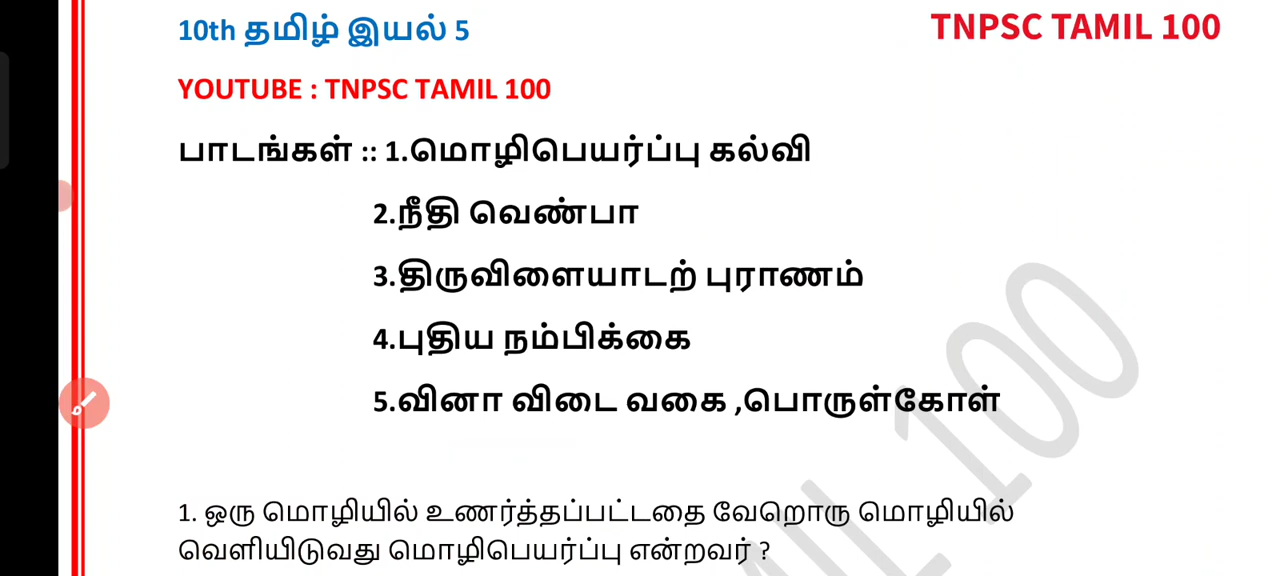 10th தமிழ் இயல் 5
TNPSC TAMIL 100
YOUTUBE : TNPSC TAMIL 100
பாடங்கள் :: 1.மொழிபெயர்ப்பு கல்வி
2.நீதி வெண்பா
3.திருவிளையாடற் புராணம்
4.புதிய நம்பிக்கை
5.வினா விடை வகை ,பொருள்கோள்
1. ஒரு மொழியில் உணர்த்தப்பட்டதை வேறொரு மொழியில்
வெளியிடுவது மொழிபெயர்ப்பு என்றவர் ?